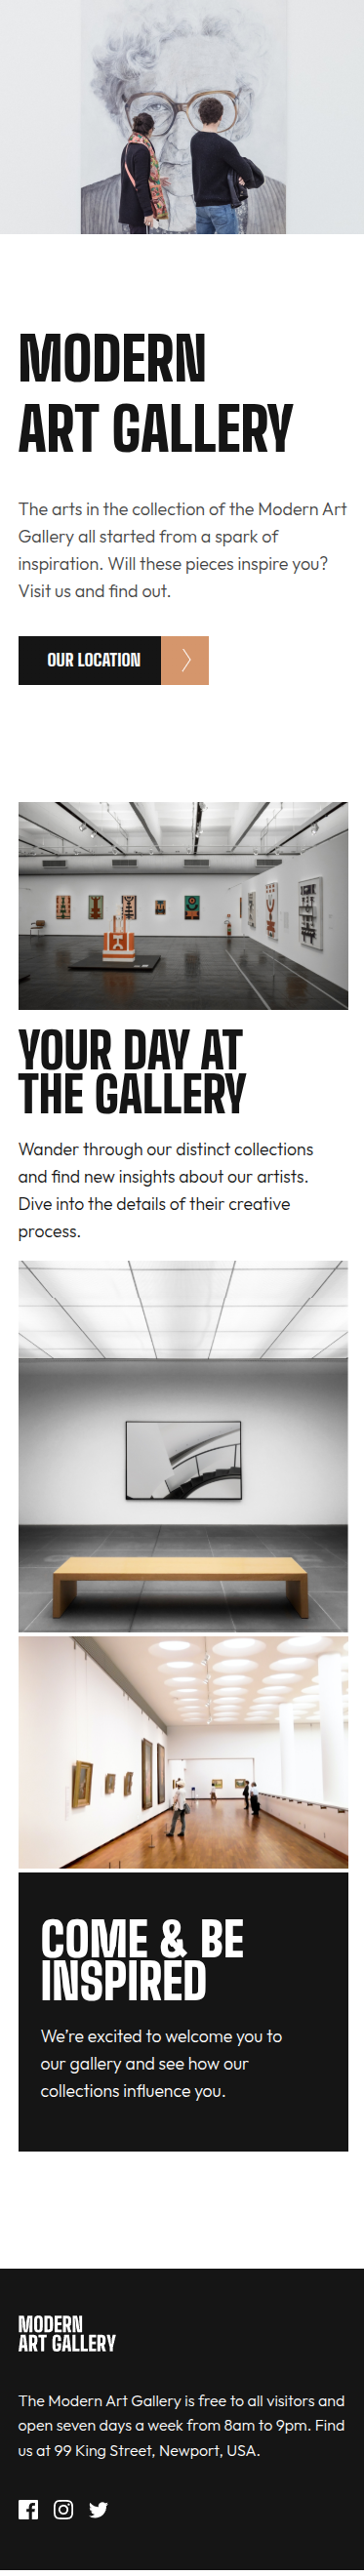 MODERN
ART GALLERY
The arts in the collection of the Modern Art
Gallery all started from a spark of
inspiration. Will these pieces inspire you?
Visit us and find out.
OUR LOCATION
YOUR DAY AT
THE GALLERY
Wander through our distinct collections
and find new insights about our artists.
Dive into the details of their creative
process.
COME & BE
INSPIRED
We’re excited to welcome you to
our gallery and see how our
collections influence you.
MODERN
ART GALLERY
The Modern Art Gallery is free to all visitors and
open seven days a week from 8am to 9pm. Find
us at 99 King Street, Newport, USA.